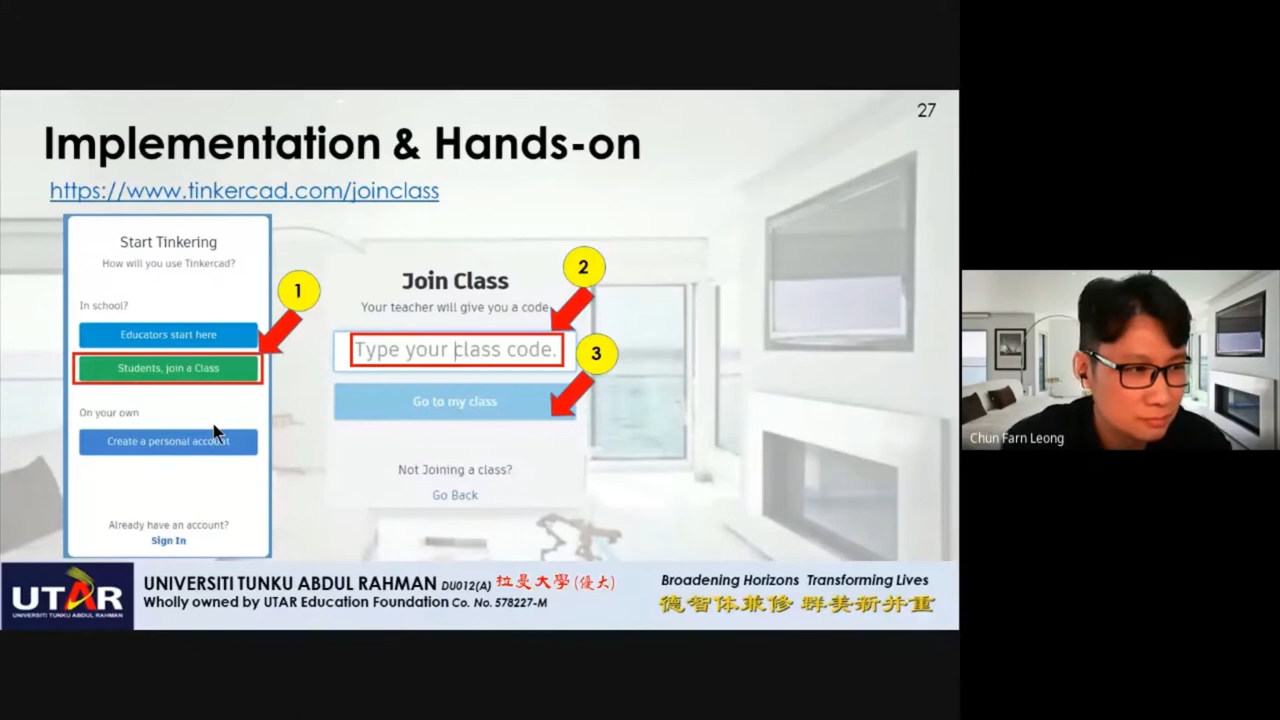 27
Implementation & Hands-on
https://www.tinkercad.com/joinclass
Start Tinkering
How will you use Tinkercad?
In school?
Educators start here
Students, join a Class
On your own
Create a personal account
Already have an account?
Sign In
1
Join Class
2
Your teacher will give you a code
Type your class code.
3
Go to my class
Not Joining a class?
Go Back
Chun Farn Leong
UTAR
UNIVERSITI TUNKU ABDUL RAHMAN
UNIVERSITI TUNKU ABDUL RAHMAN DU012(A) 拉曼大學(優大)
Wholly owned by UTAR Education Foundation Co. No. 578227-M
Broadening Horizons Transforming Lives
德智体兼修 群美新并重